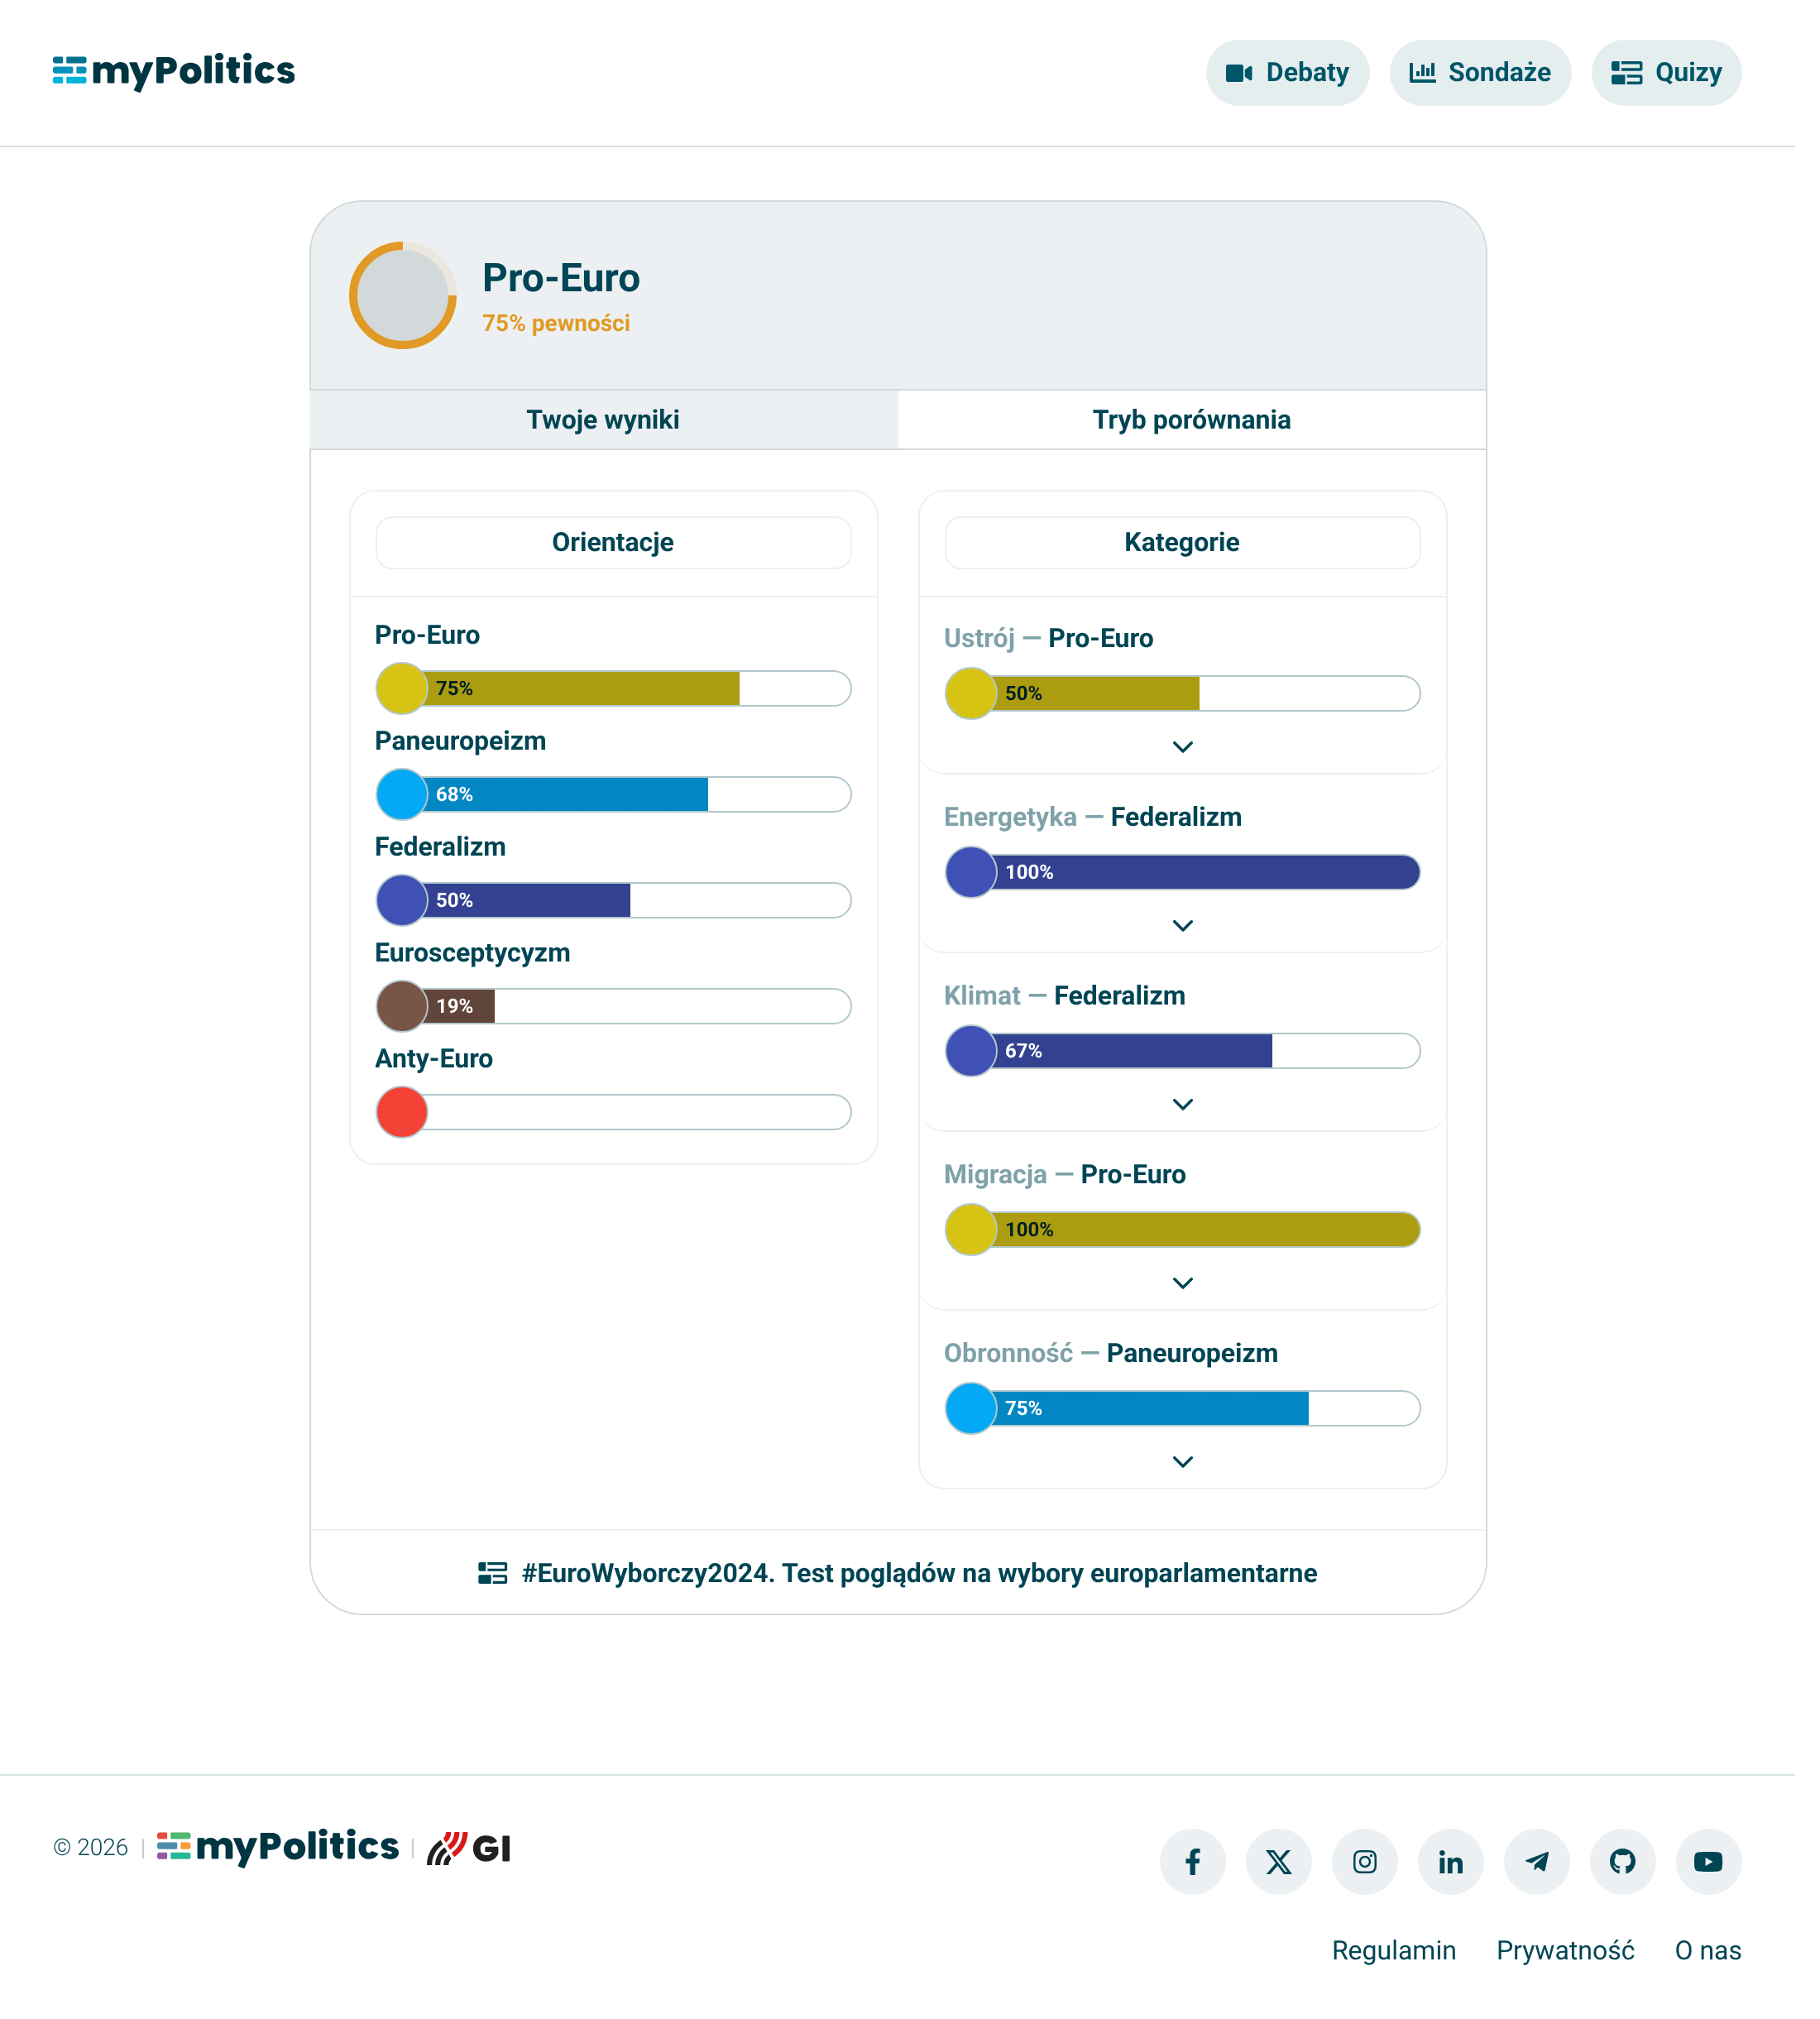 myPolitics
Debaty
Sondaże
Quizy
Pro-Euro
75% pewności
Twoje wyniki
Tryb porównania
Orientacje
Pro-Euro
75%
Paneuropeizm
68%
Federalizm
50%
Eurosceptycyzm
19%
Anty-Euro
Kategorie
Ustrój — Pro-Euro
50%
Energetyka — Federalizm
100%
Klimat — Federalizm
67%
Migracja — Pro-Euro
100%
Obronność — Paneuropeizm
75%
#EuroWyborczy2024. Test poglądów na wybory europarlamentarne
© 2026 | myPolitics | GI
Regulamin
Prywatność
O nas